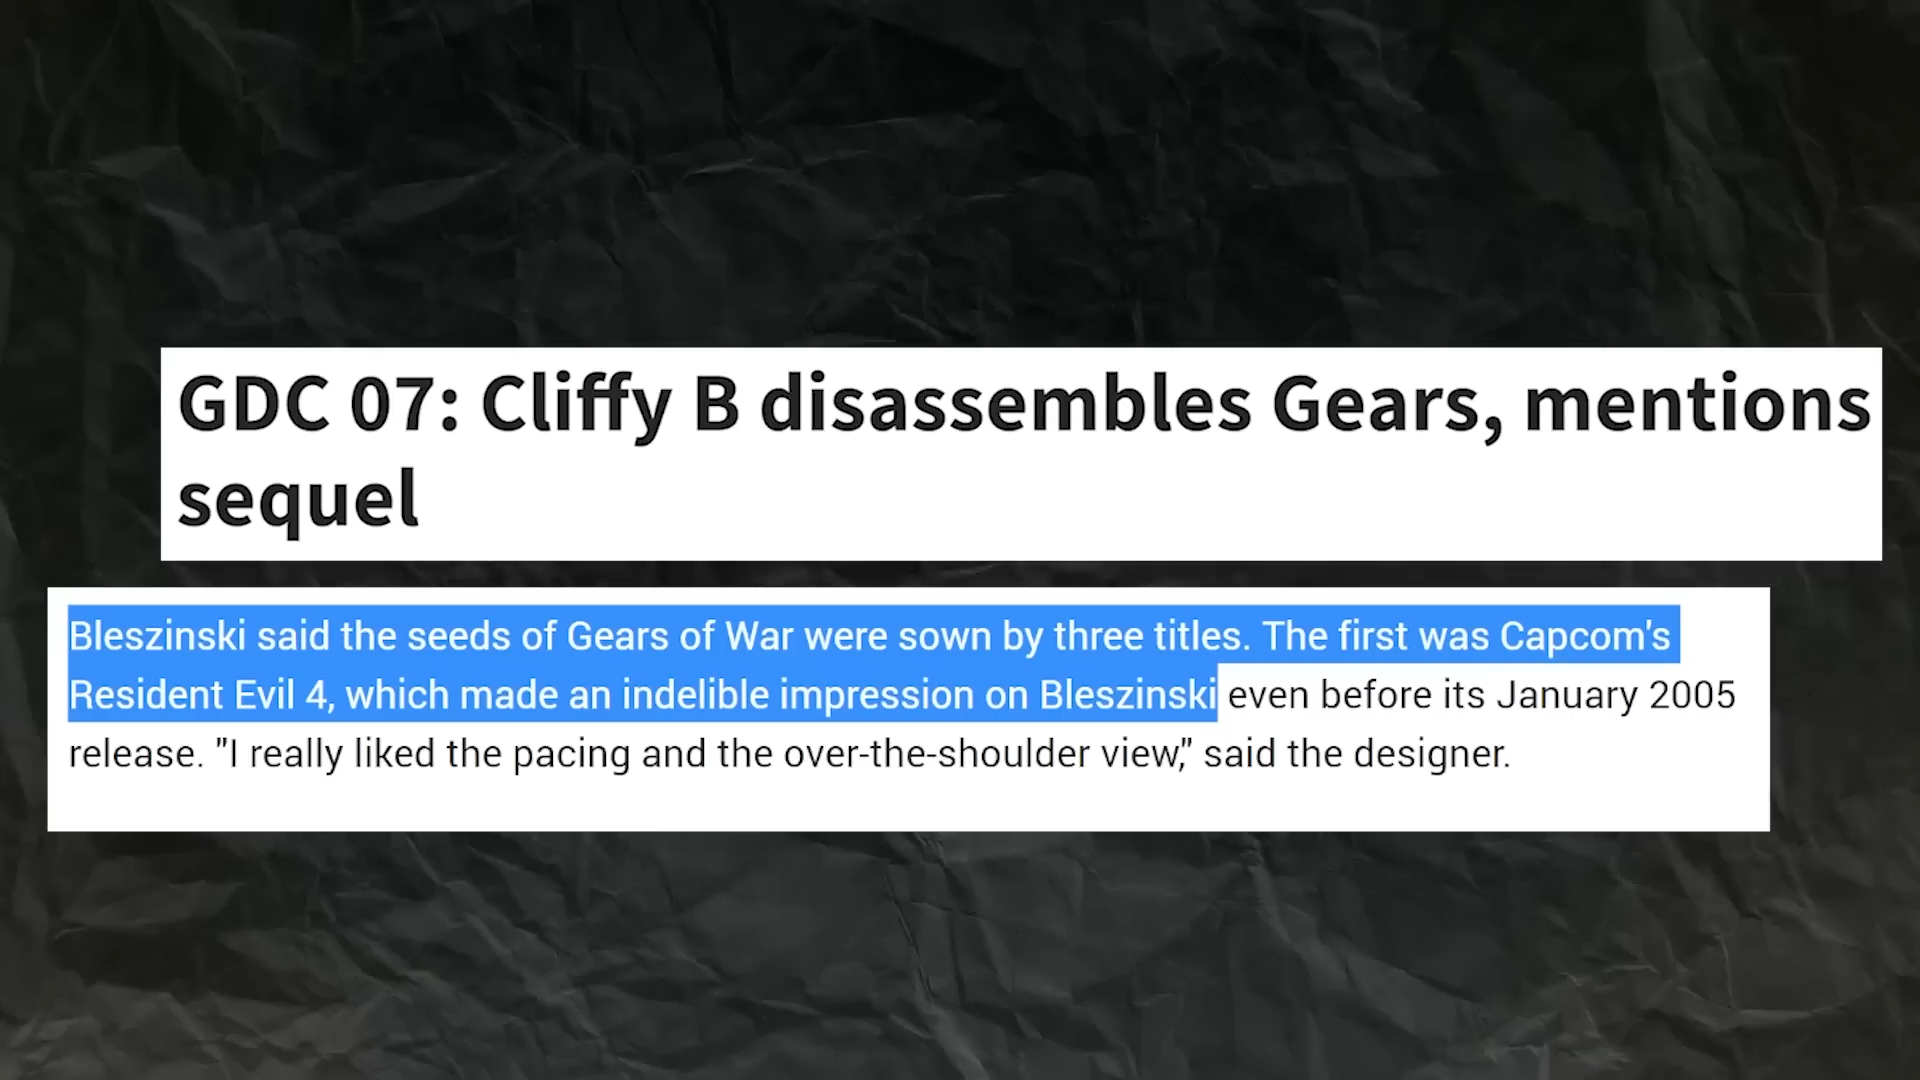 GDC 07: Cliffy B disassembles Gears, mentions
sequel
Bleszinski said the seeds of Gears of War were sown by three titles. The first was Capcom's
Resident Evil 4, which made an indelible impression on Bleszinski even before its January 2005
release. "I really liked the pacing and the over-the-shoulder view," said the designer.